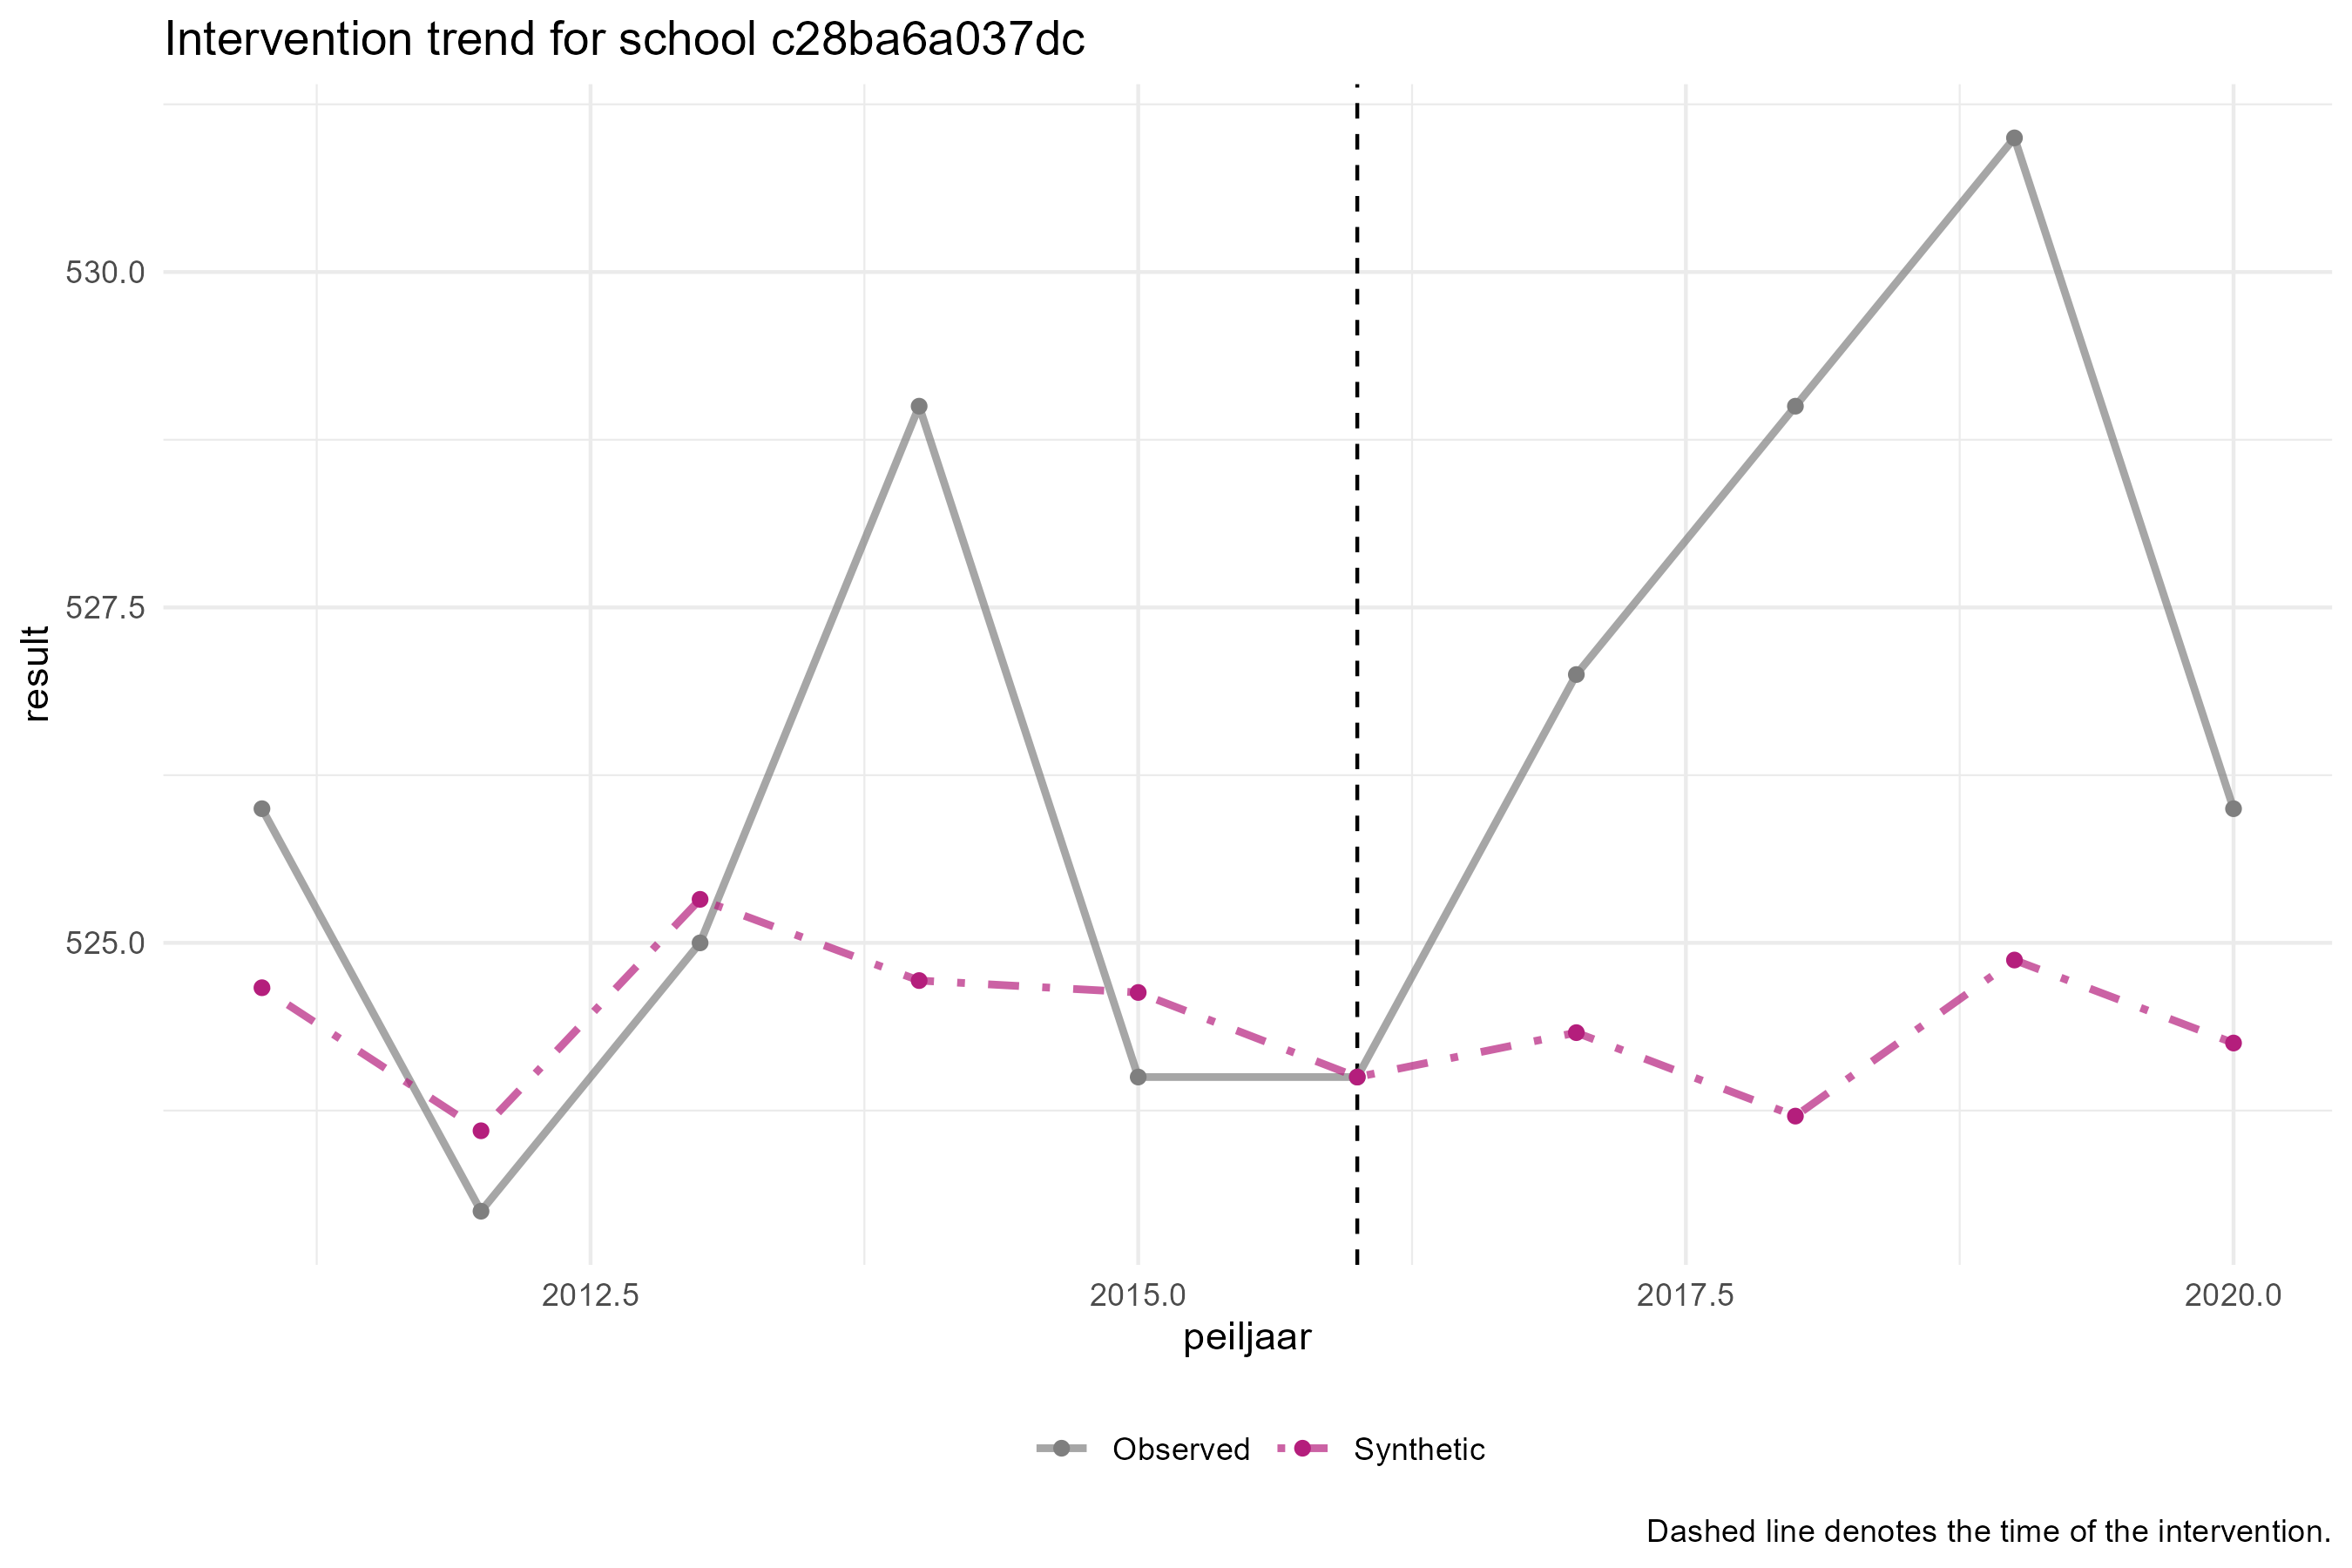 Intervention trend for school c28ba6a037dc
530.0
527.5
525.0
result
2012.5 2015.0 2017.5 2020.0
peiljaar
Observed Synthetic
Dashed line denotes the time of the intervention.